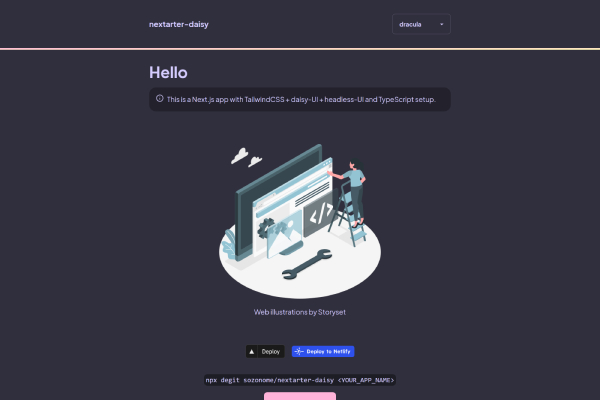 nextarter-daisy
dracula
Hello
This is a Next.js app with TailwindCSS + daisy-UI + headless-UI and TypeScript setup.
</>
Web illustrations by Storyset
Deploy
Deploy to Netlify
npx degit sozonome/nextarter-daisy <YOUR_APP_NAME>